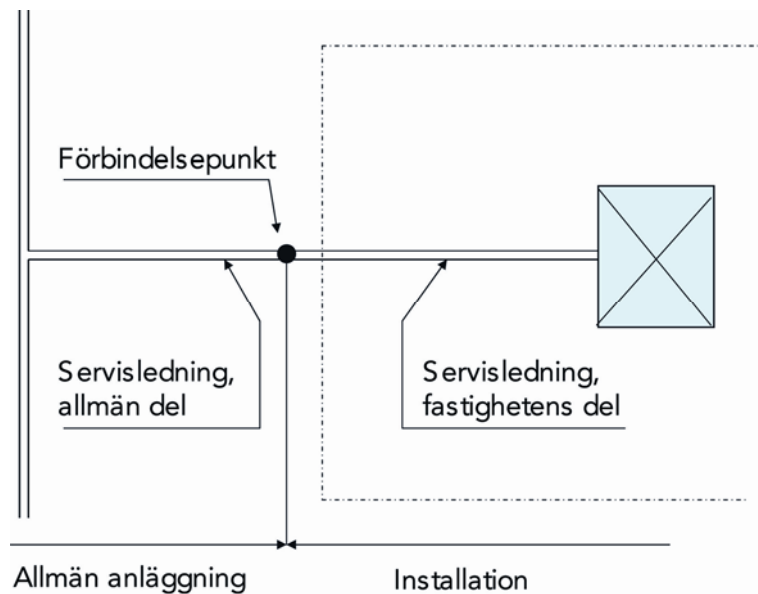 Förbindelsepunkt
Servisledning,
allmän del
Servisledning,
fastighetens del
Allmän anläggning
Installation